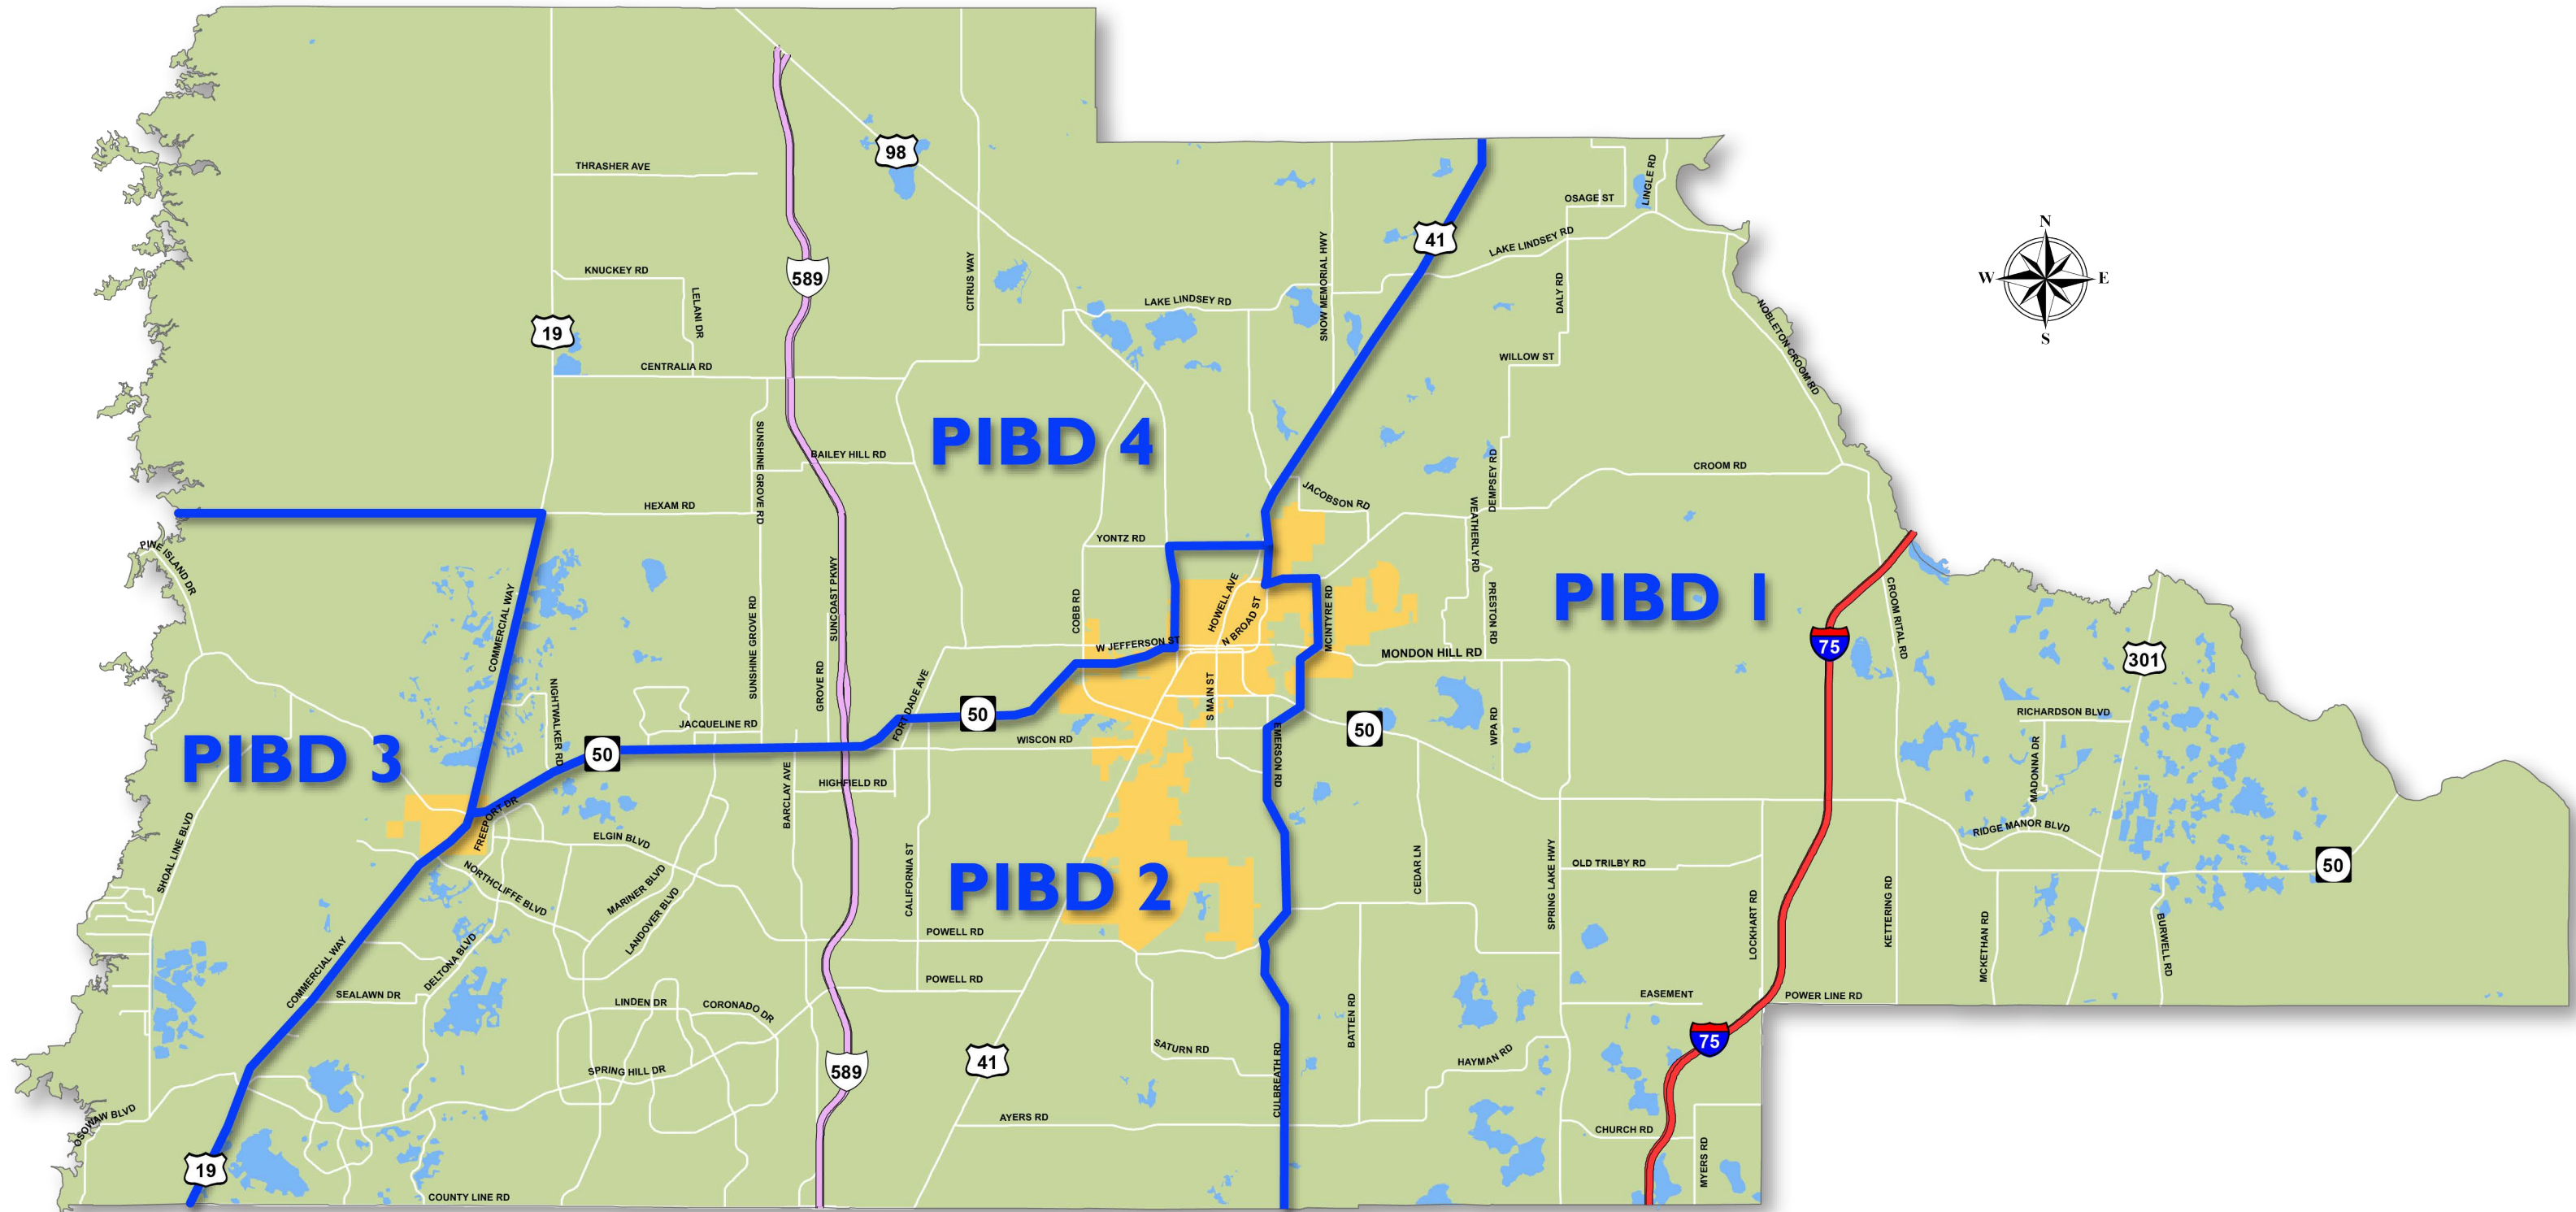 98
THRASHER AVE
N
W
E
S
LINGLE RD
OSAGE ST
41
LAKE LINDSEY RD
KNUCKEY RD
589
CITRUS WAY
SNOW MEMORIAL HWY
DALY RD
LELANI DR
LAKE LINDSEY RD
19
NOBLETON CROOM RD
WILLOW ST
CENTRALIA RD
PIBD 4
SUNSHINE GROVE RD
BAILEY HILL RD
CROOM RD
DEMPSEY RD
JACOBSON RD
HEXAM RD
WEATHERLY RD
YONTZ RD
PINE ISLAND DR
COMMERCIAL WAY
SUNCOAST PKWY
PIBD 1
COBB RD
HOWELL AVE
N BROAD ST
MCINTYRE RD
PRESTON RD
CROOM RITAL RD
SUNSHINE GROVE RD
W JEFFERSON ST
MONDON HILL RD
75
301
GROVE RD
NIGHTWALKER RD
FORT DADE AVE
S MAIN ST
50
JACQUELINE RD
WISCON RD
50
50
WPA RD
RICHARDSON BLVD
PIBD 3
EMERSON RD
MADONNA DR
BARCLAY AVE
HIGHFIELD RD
FREEPORT DR
ELGIN BLVD
RIDGE MANOR BLVD
SHOAL LINE BLVD
CALIFORNIA ST
PIBD 2
CEDAR LN
OLD TRILBY RD
50
NORTHCLIFFE BLVD
MARINER BLVD
LANDOVER BLVD
SPRING LAKE HWY
LOCKHART RD
KETTERING RD
MCKETHAN RD
BURWELL RD
POWELL RD
DELTONA BLVD
COMMERCIAL WAY
POWELL RD
SEALAWN DR
LINDEN DR
CORONADO DR
EASEMENT
POWER LINE RD
BATTEN RD
75
SATURN RD
HAYMAN RD
41
589
SPRING HILL DR
CULBREATH RD
OSOWAW BLVD
AYERS RD
CHURCH RD
MYERS RD
19
COUNTY LINE RD